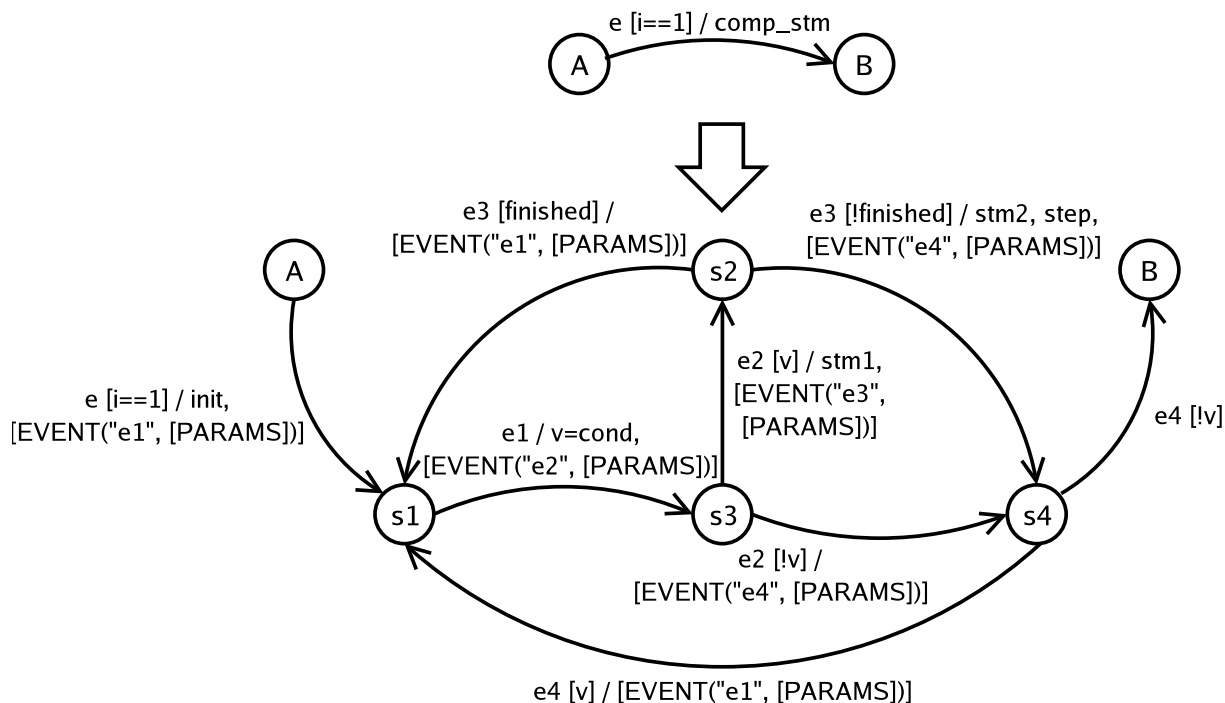 e [i==1] / comp_stm
A
B
e3 [finished] /
[EVENT("e1", [PARAMS])]
e3 [!finished] / stm2, step,
[EVENT("e4", [PARAMS])]
A
s2
B
e2 [v] / stm1,
[EVENT("e3",
[PARAMS])]
e [i==1] / init,
[EVENT("e1", [PARAMS])]
e4 [!v]
e1 / v=cond,
[EVENT("e2", [PARAMS])]
s1
s3
s4
e2 [!v] /
[EVENT("e4", [PARAMS])]
e4 [v] / [EVENT("e1", [PARAMS])]